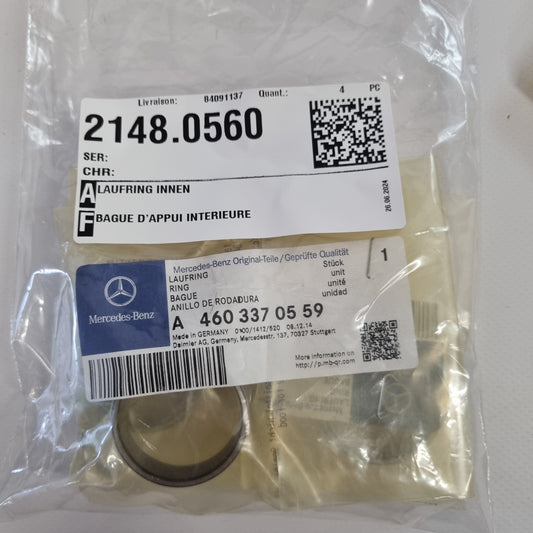 Livraison: 84091137 Quant.: 4 PC
2148.0560
SER:
CHR:
A LAUFRING INNEN
F BAGUE D'APPUI INTERIEURE
26.06.2024
Mercedes-Benz Original-Teile/Geprüfte Qualität
LAUFRING Stück
RING unit
BAGUE unité
ANILLO DE RODADURA unidad
1
Mercedes-Benz
A 460 337 05 59
Made in GERMANY 0100/1412/520 08.12.14
Daimler AG, Germany, Mercedesstr. 137, 70327 Stuttgart
More information on
http://p.mb-qr.com